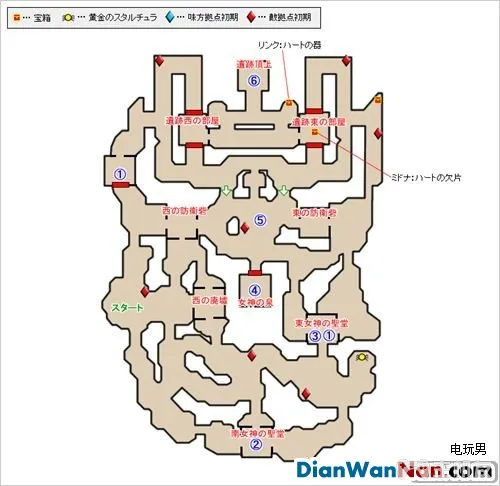 … 宝箱 … 黄金のスタルチュラ … 味方拠点初期 … 敵拠点初期
リンク:ハートの器
遺跡頂上
⑥
遺跡西の部屋
遺跡東の部屋
ミドナ:ハートの欠片
①
西の防衛砦
⑤
東の防衛砦
④
女神の泉
西の廃墟
スタート
東女神の聖堂
③ ①
南女神の聖堂
②
电玩男
DianWanNan.com